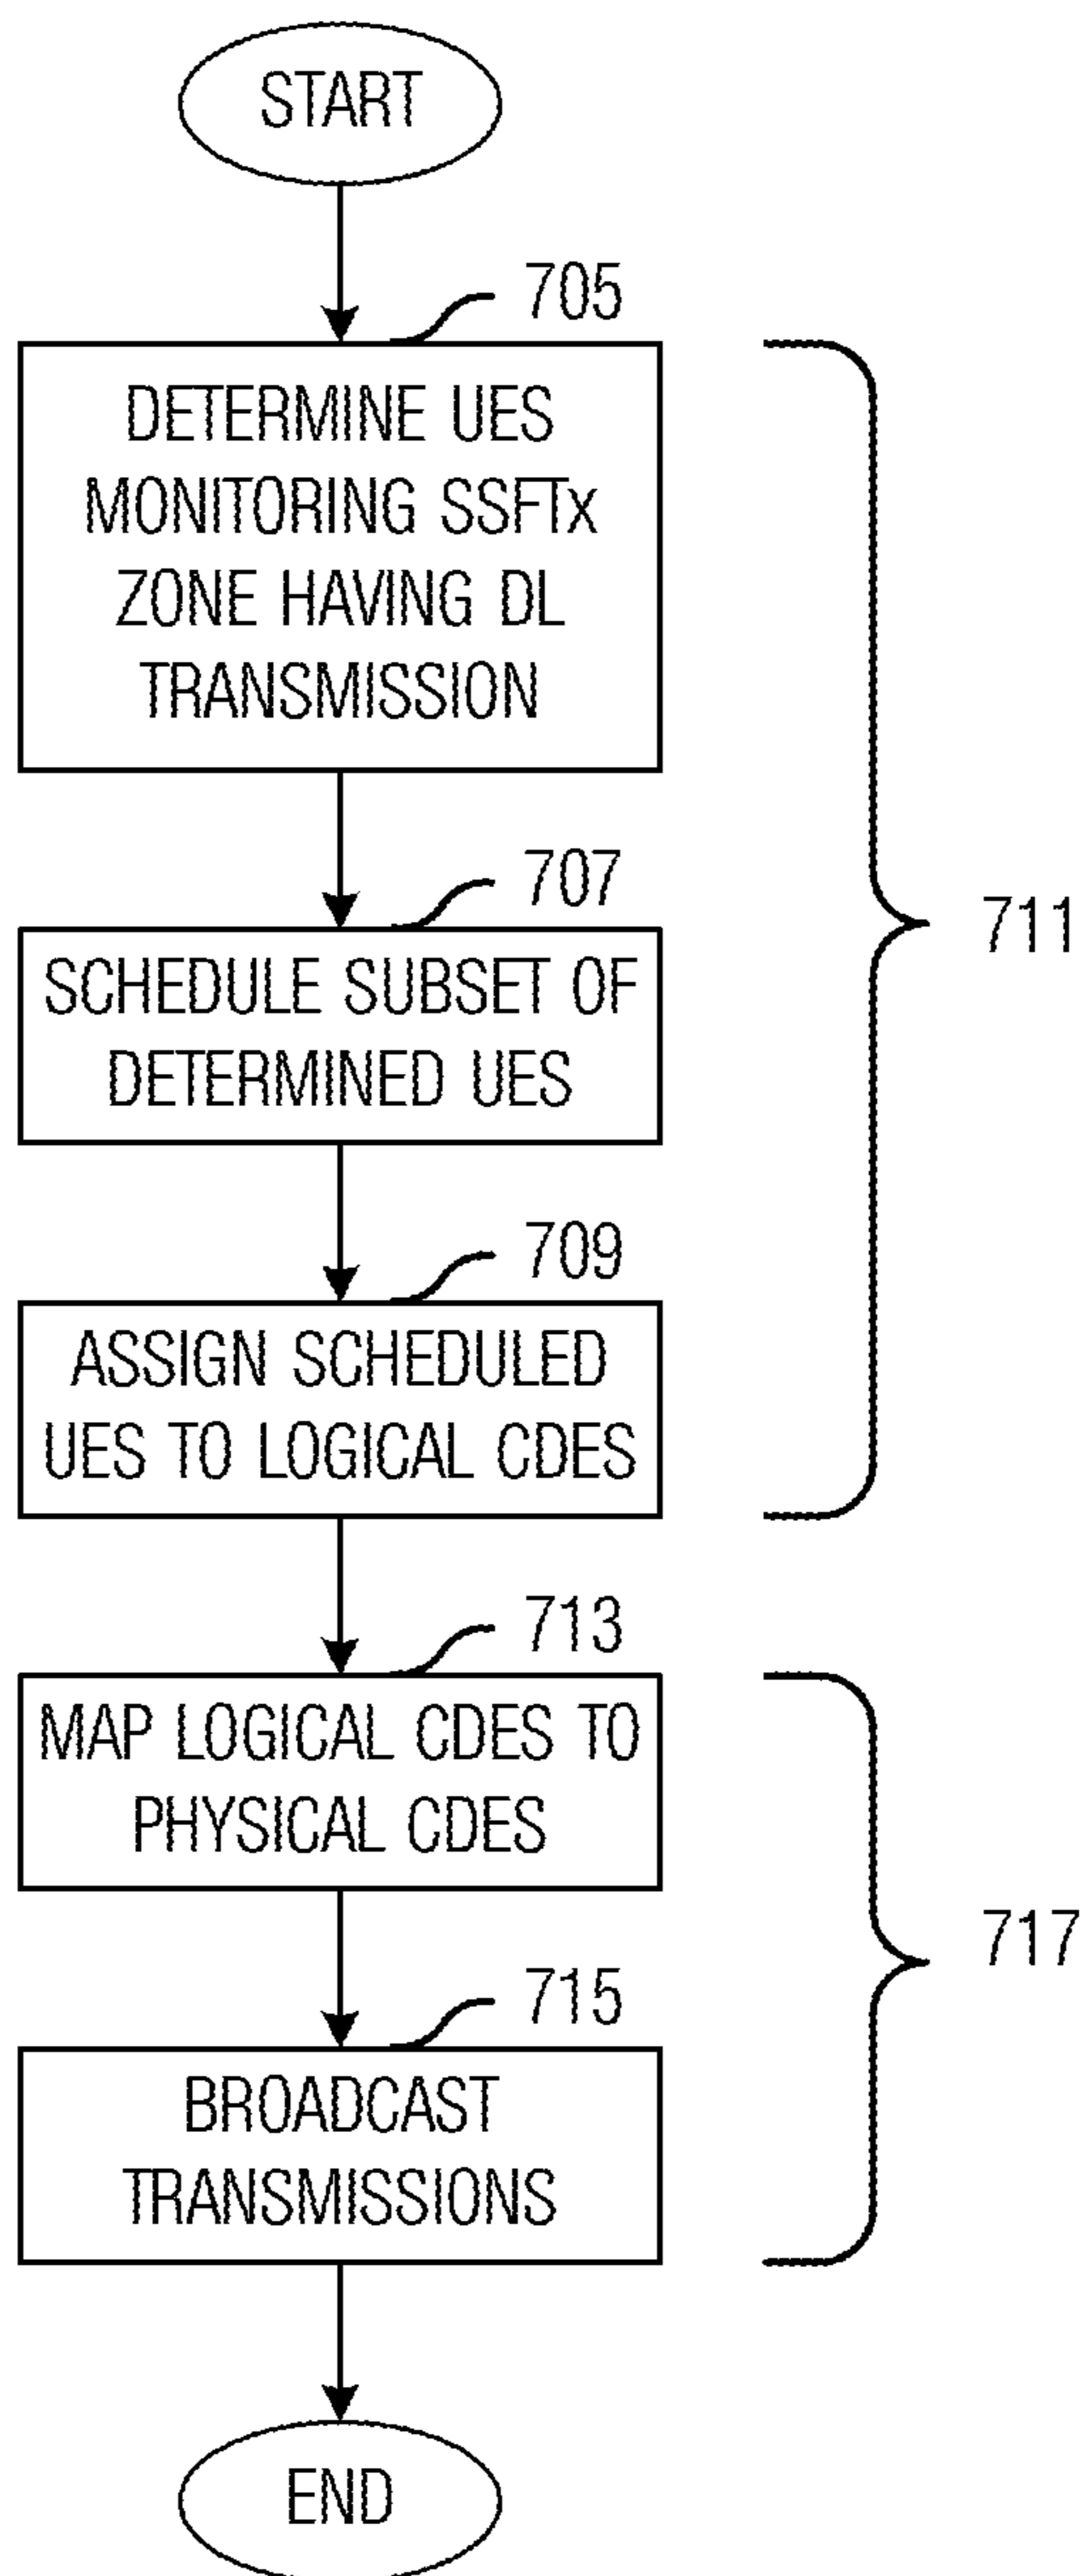 START
705
DETERMINE UES
MONITORING SSFTx
ZONE HAVING DL
TRANSMISSION
707
SCHEDULE SUBSET OF
DETERMINED UES
711
709
ASSIGN SCHEDULED
UES TO LOGICAL CDES
713
MAP LOGICAL CDES TO
PHYSICAL CDES
717
715
BROADCAST
TRANSMISSIONS
END